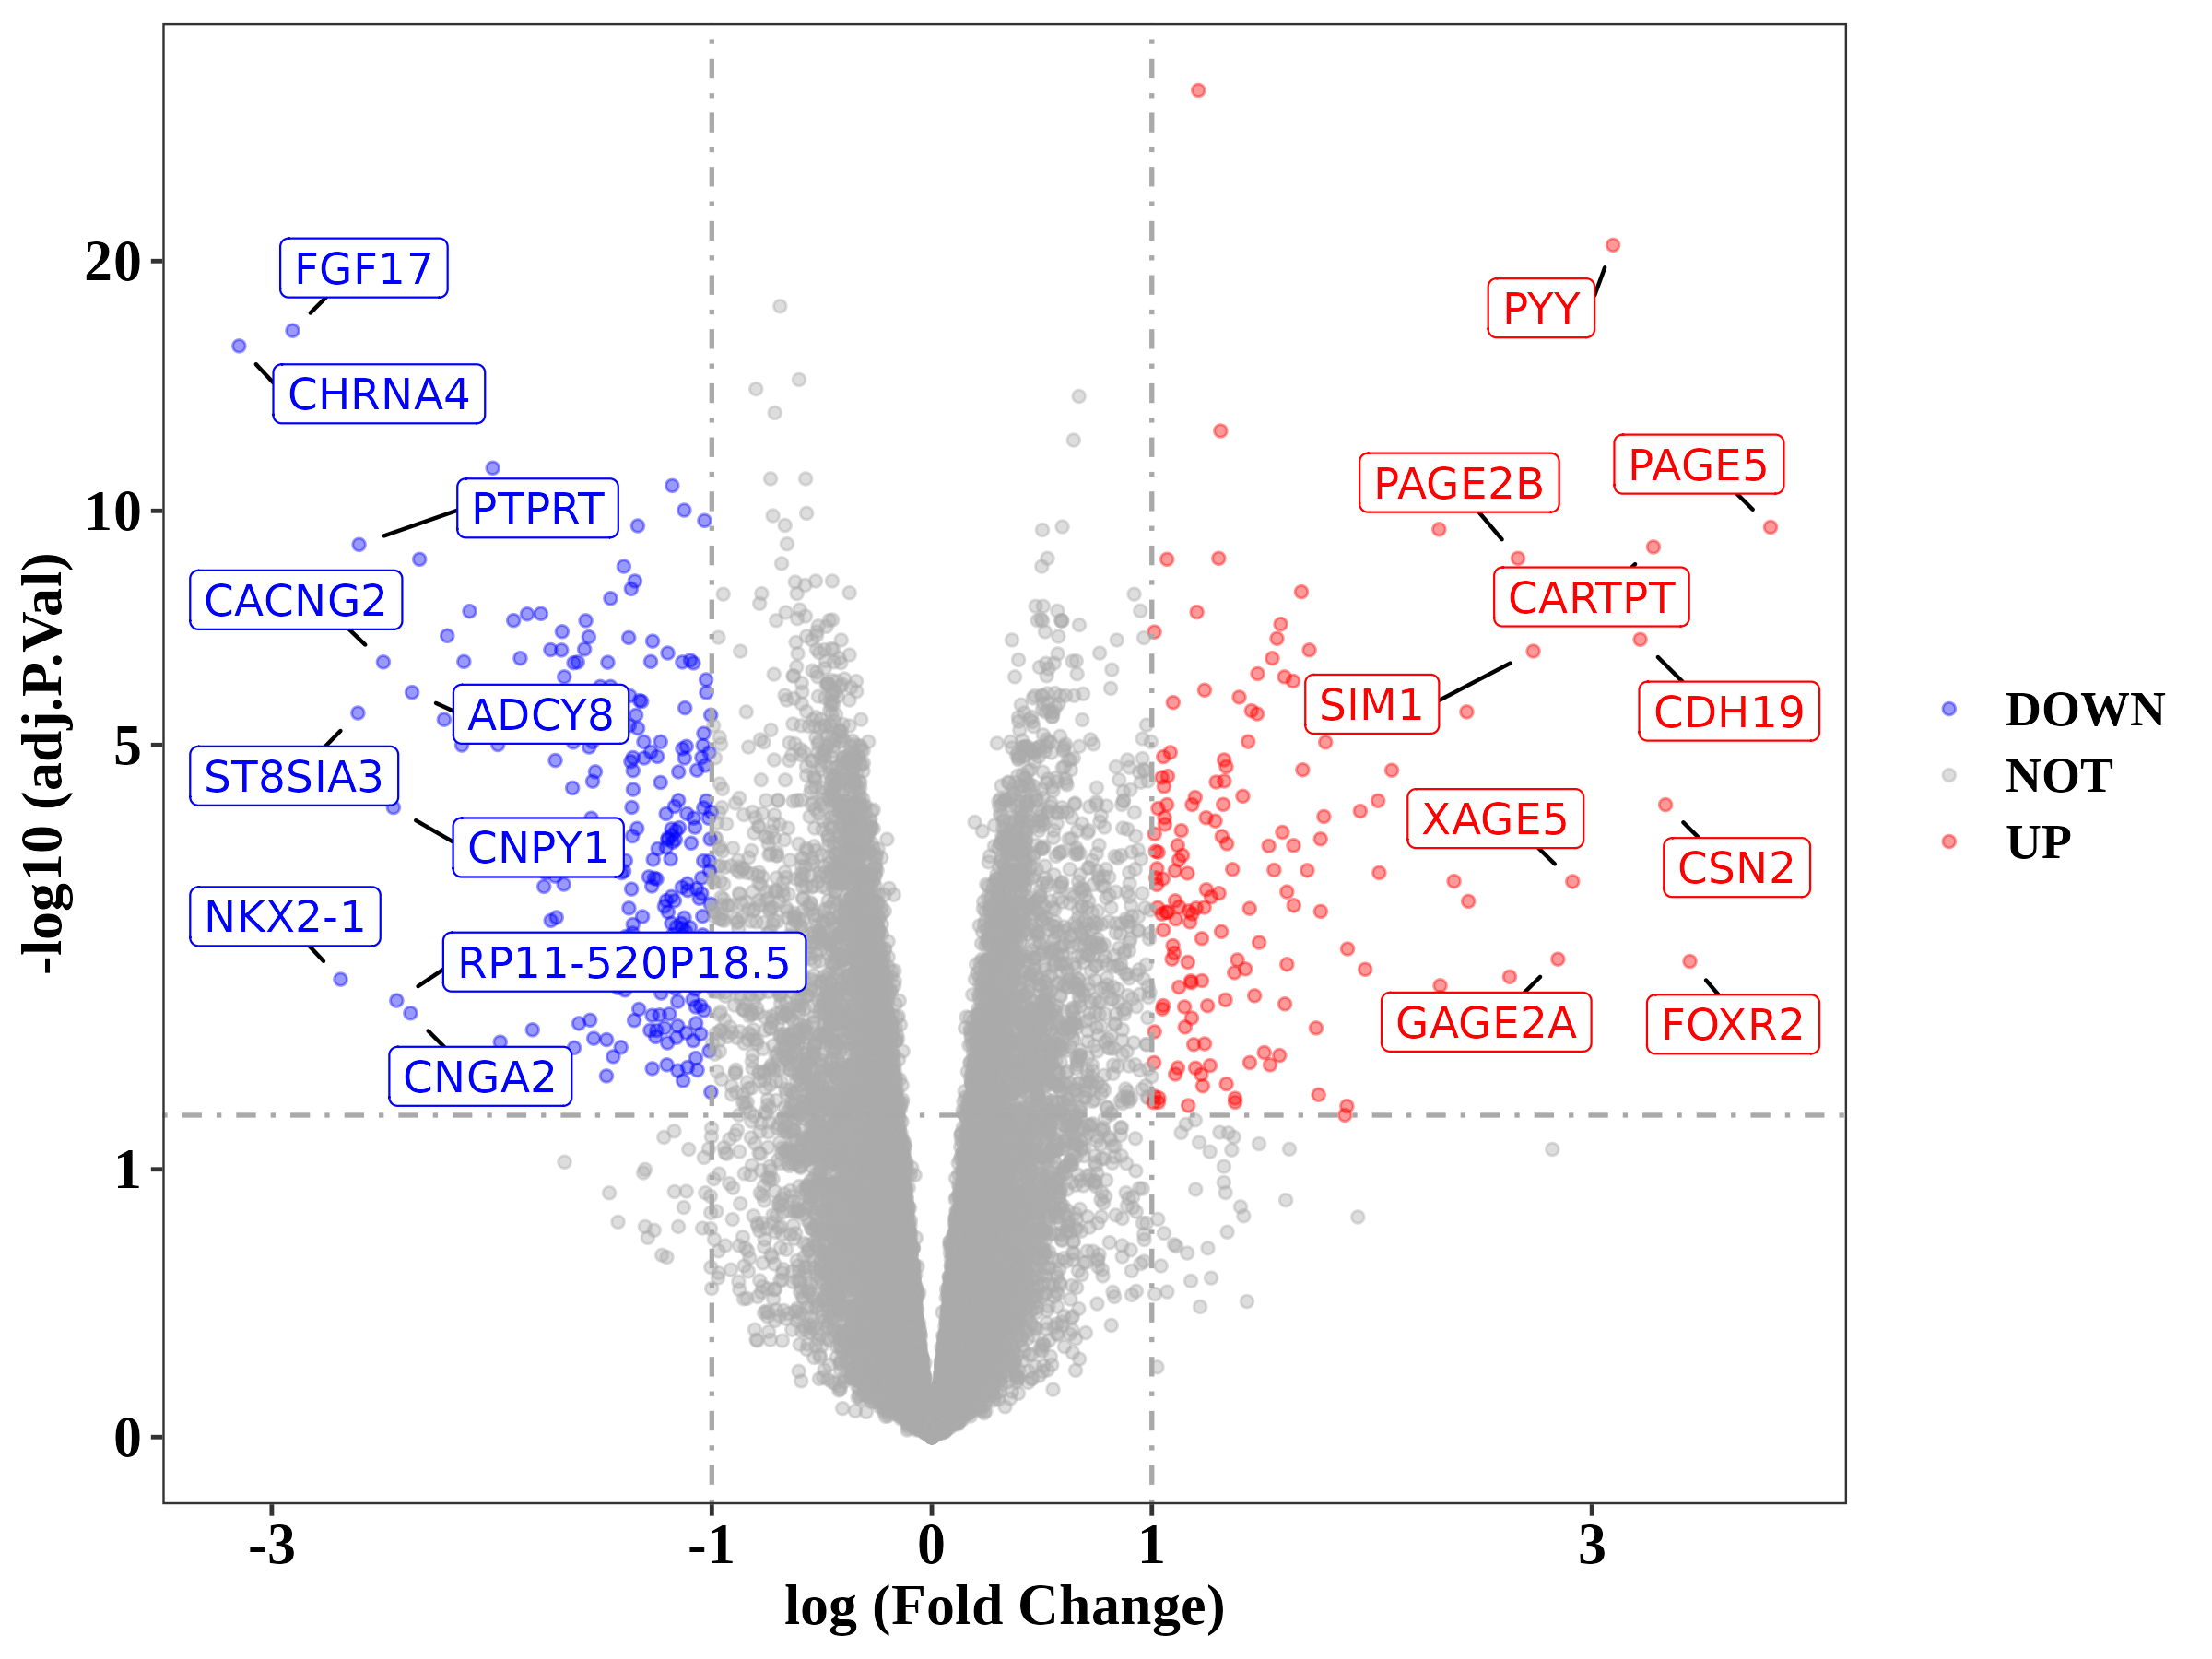 20
10
5
1
0
-log10 (adj.P.Val)
FGF17
CHRNA4
PTPRT
CACNG2
ADCY8
ST8SIA3
CNPY1
NKX2-1
RP11-520P18.5
CNGA2
PYY
PAGE5
PAGE2B
CARTPT
SIM1
CDH19
XAGE5
CSN2
GAGE2A
FOXR2
DOWN
NOT
UP
-3
-1
0
1
3
log (Fold Change)